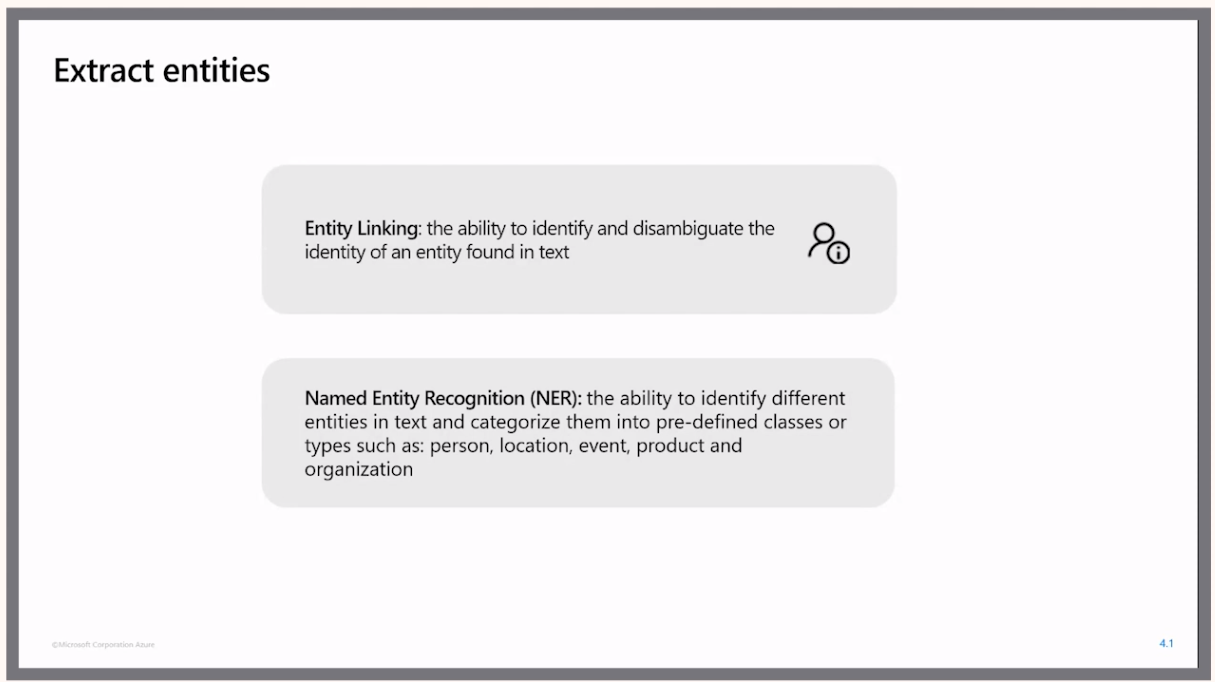 Extract entities
Entity Linking: the ability to identify and disambiguate the
identity of an entity found in text
Named Entity Recognition (NER): the ability to identify different
entities in text and categorize them into pre-defined classes or
types such as: person, location, event, product and
organization
©Microsoft Corporation Azure
4.1